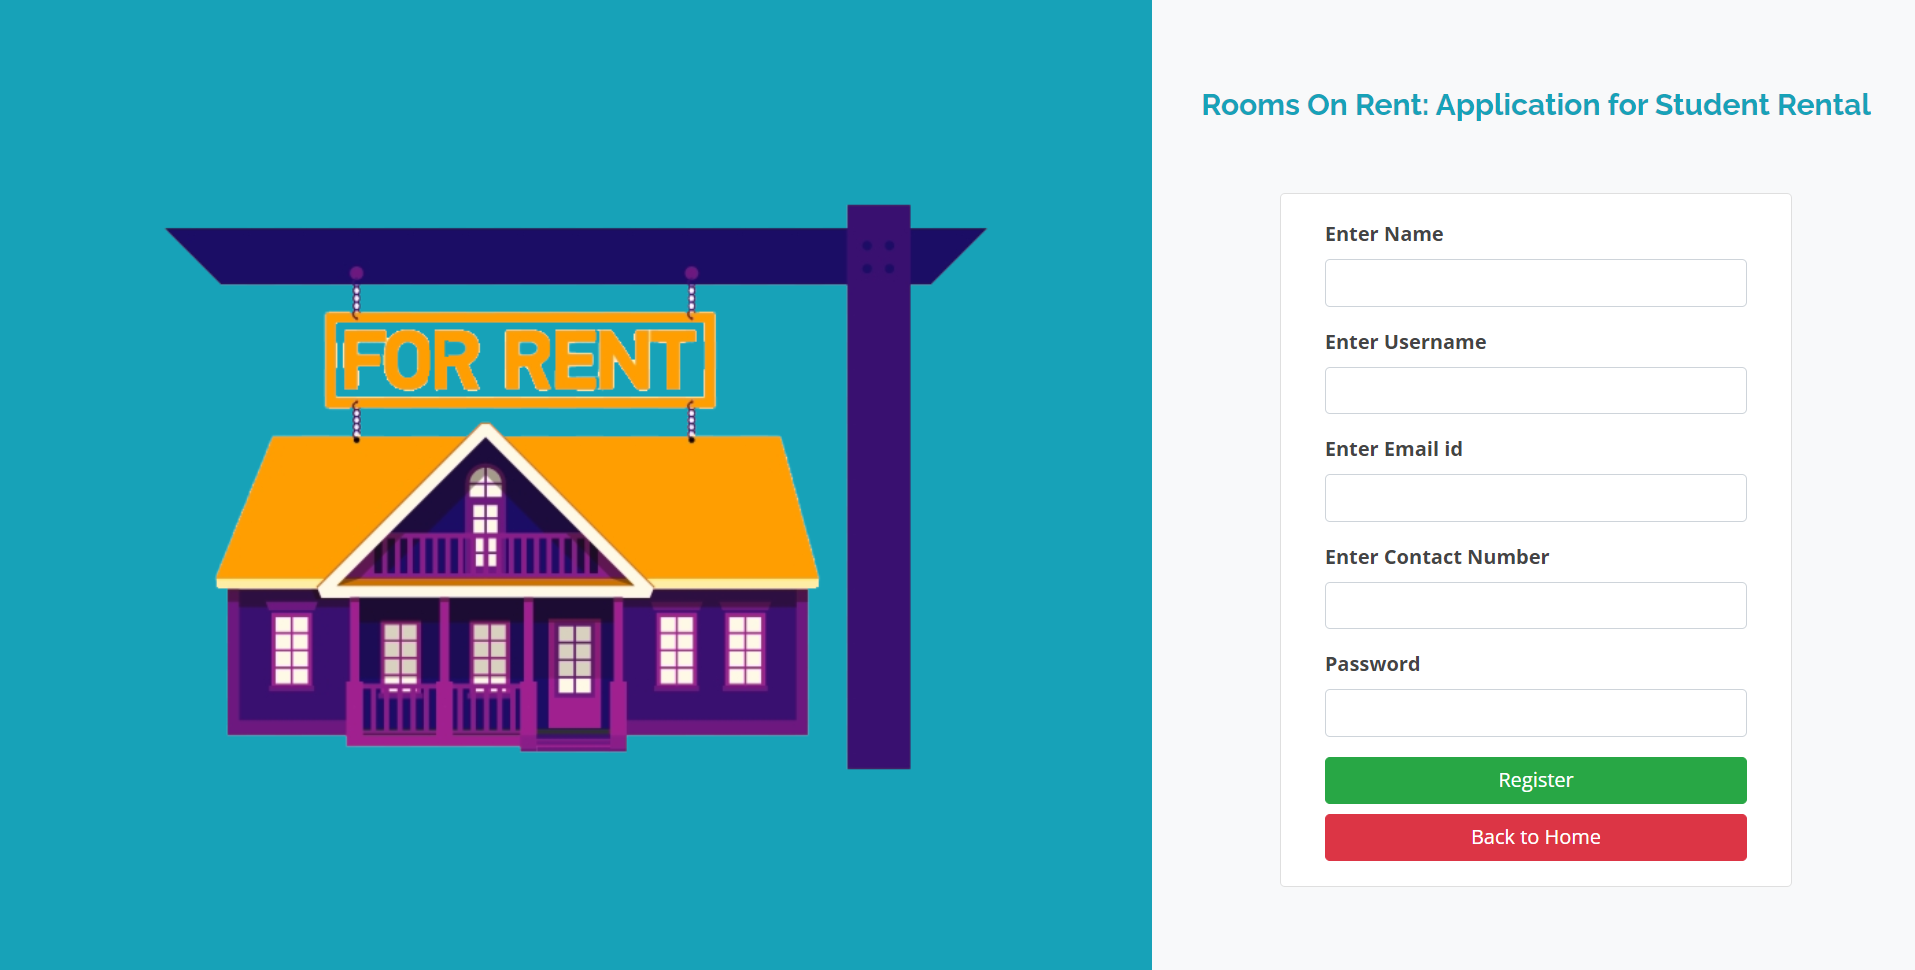 FOR RENT
Rooms On Rent: Application for Student Rental
Enter Name
Enter Username
Enter Email id
Enter Contact Number
Password
Register
Back to Home